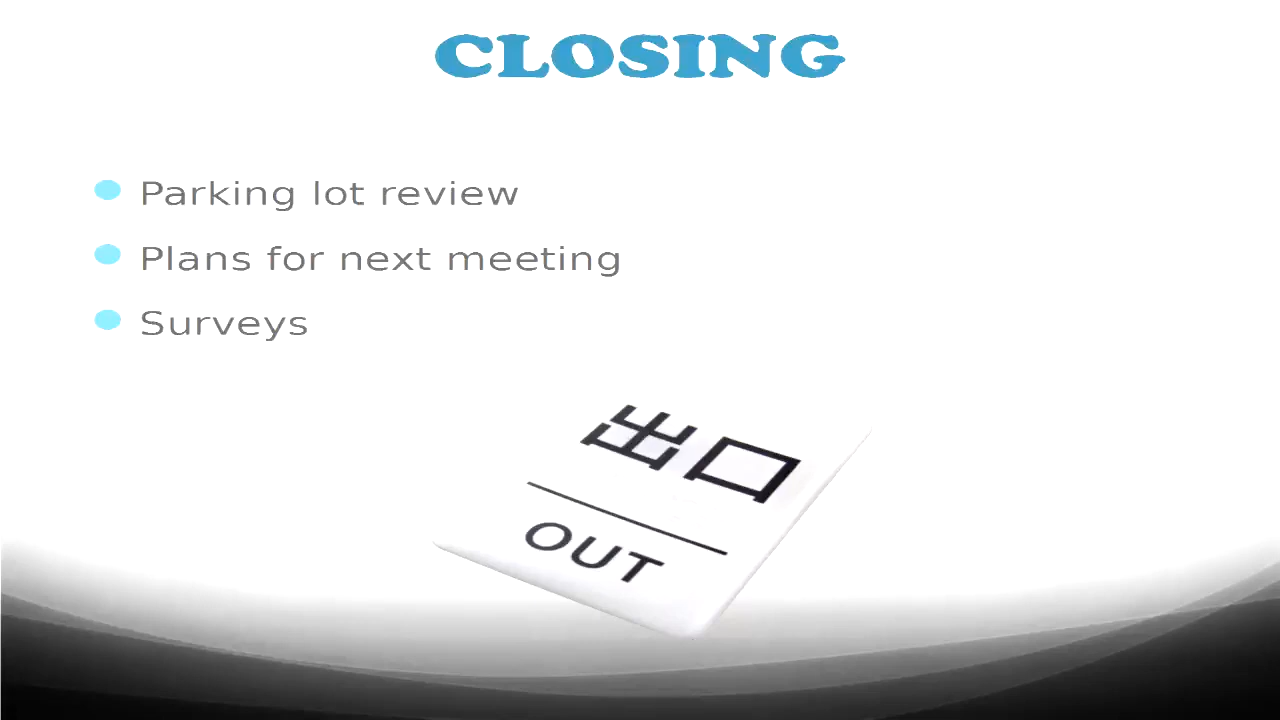 CLOSING
Parking lot review
Plans for next meeting
Surveys
出口
OUT